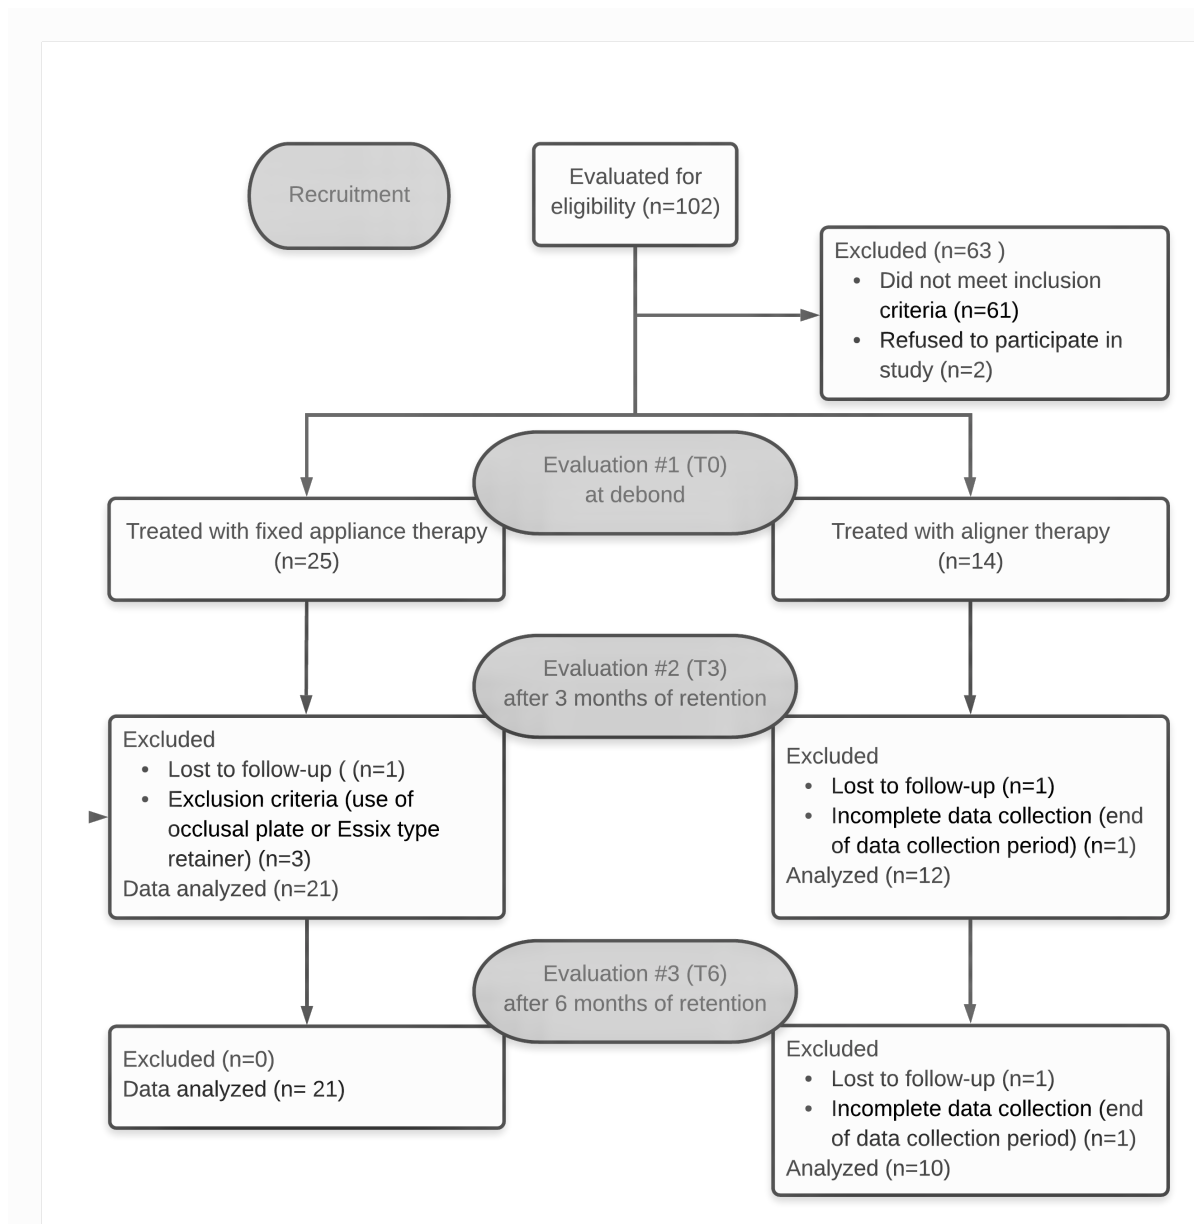 Recruitment
Evaluated for
eligibility (n=102)
Excluded (n=63 )
• Did not meet inclusion
criteria (n=61)
• Refused to participate in
study (n=2)
Evaluation #1 (T0)
at debond
Treated with fixed appliance therapy
(n=25)
Treated with aligner therapy
(n=14)
Evaluation #2 (T3)
after 3 months of retention
Excluded
• Lost to follow-up ( (n=1)
• Exclusion criteria (use of
occlusal plate or Essix type
retainer) (n=3)
Data analyzed (n=21)
Excluded
• Lost to follow-up (n=1)
• Incomplete data collection (end
of data collection period) (n=1)
Analyzed (n=12)
Evaluation #3 (T6)
after 6 months of retention
Excluded (n=0)
Data analyzed (n= 21)
Excluded
• Lost to follow-up (n=1)
• Incomplete data collection (end
of data collection period) (n=1)
Analyzed (n=10)